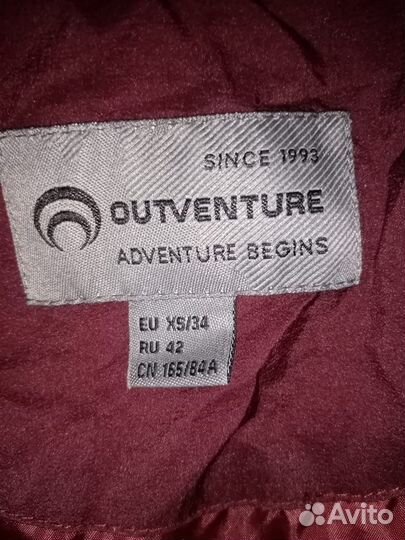 SINCE 1993
OUTVENTURE
ADVENTURE BEGINS
EU XS/34
RU 42
CN 165/84A
Avito